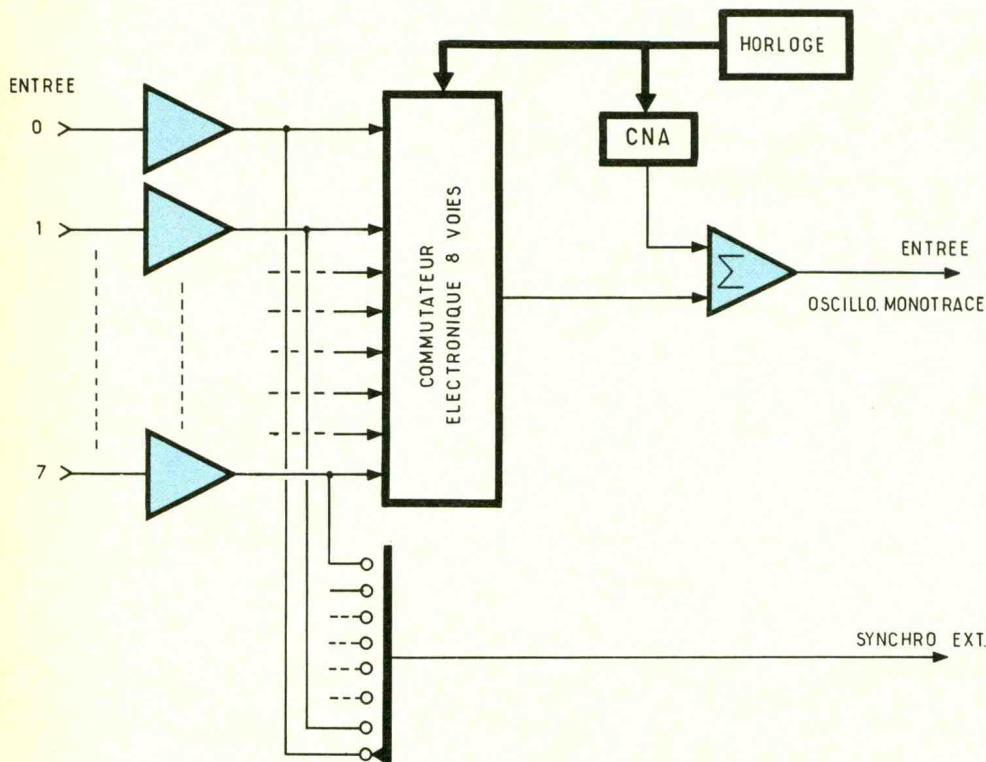 HORLOGE
ENTREE
0
CNA
1
COMMUTATEUR
ELECTRONIQUE 8 VOIES
Σ
ENTREE
OSCILLO.MONOTRACE
7
SYNCHRO EXT.